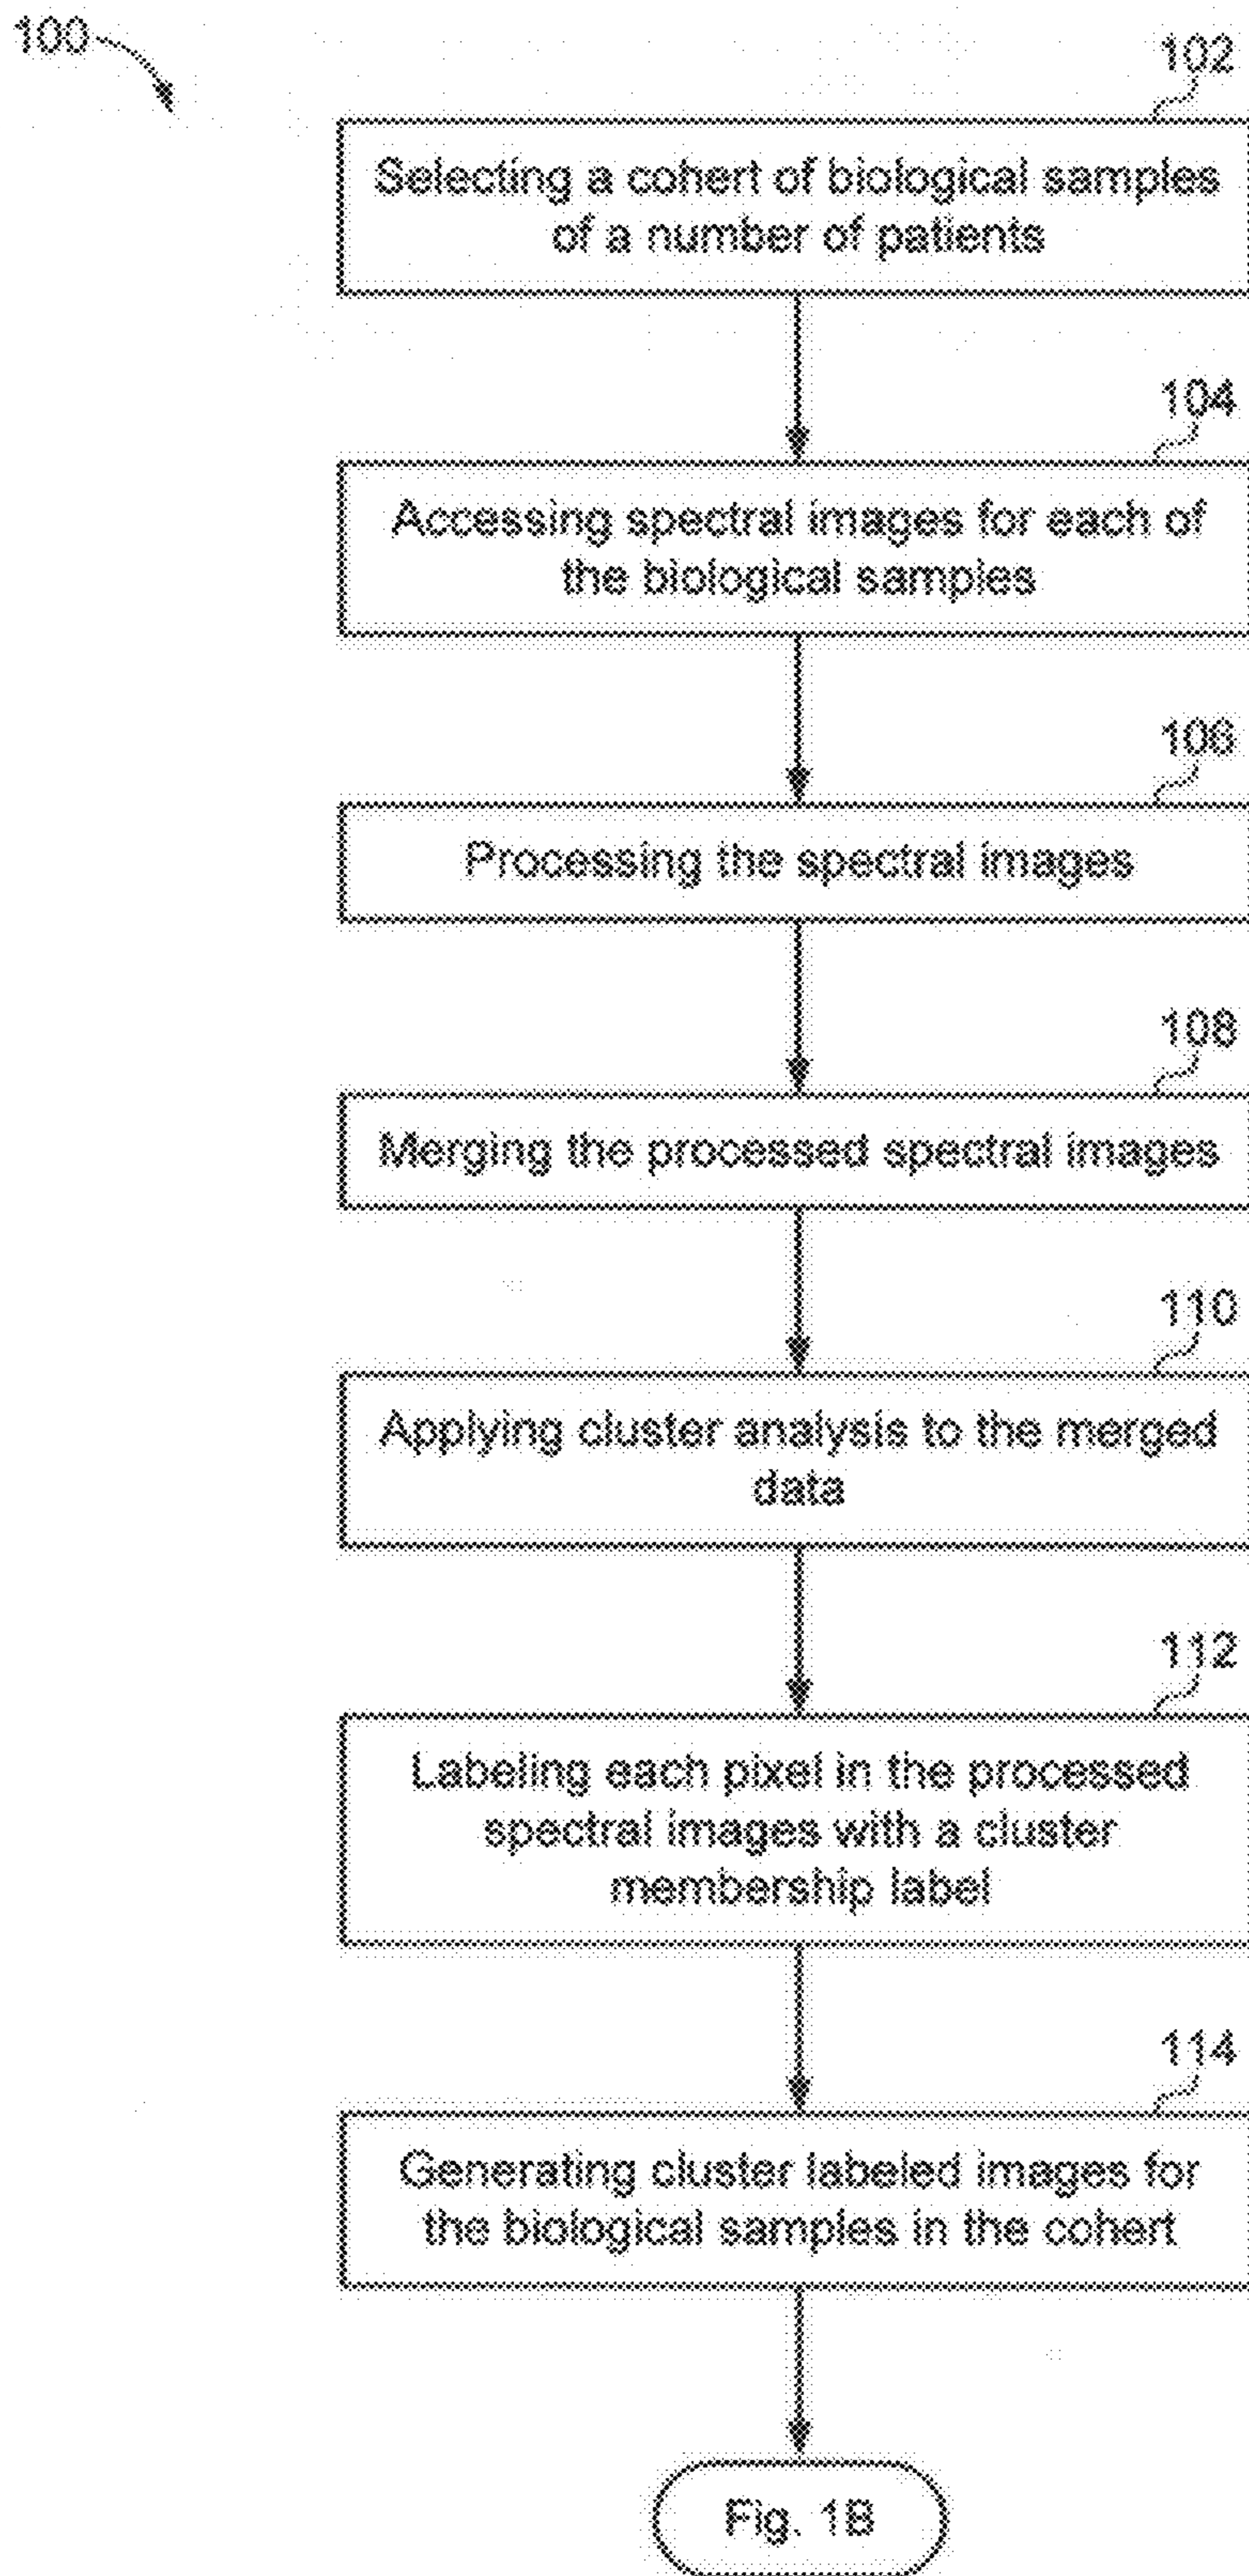 100
102
Selecting a cohert of biological samples
of a number of patients
104
Accessing spectral images for each of
the biological samples
106
Processing the spectral images
108
Merging the processed spectral images
110
Applying cluster analysis to the merged
data
112
Labeling each pixel in the processed
spectral images with a cluster
membership label
114
Generating cluster labeled images for
the biological samples in the cohert
Fig. 1B